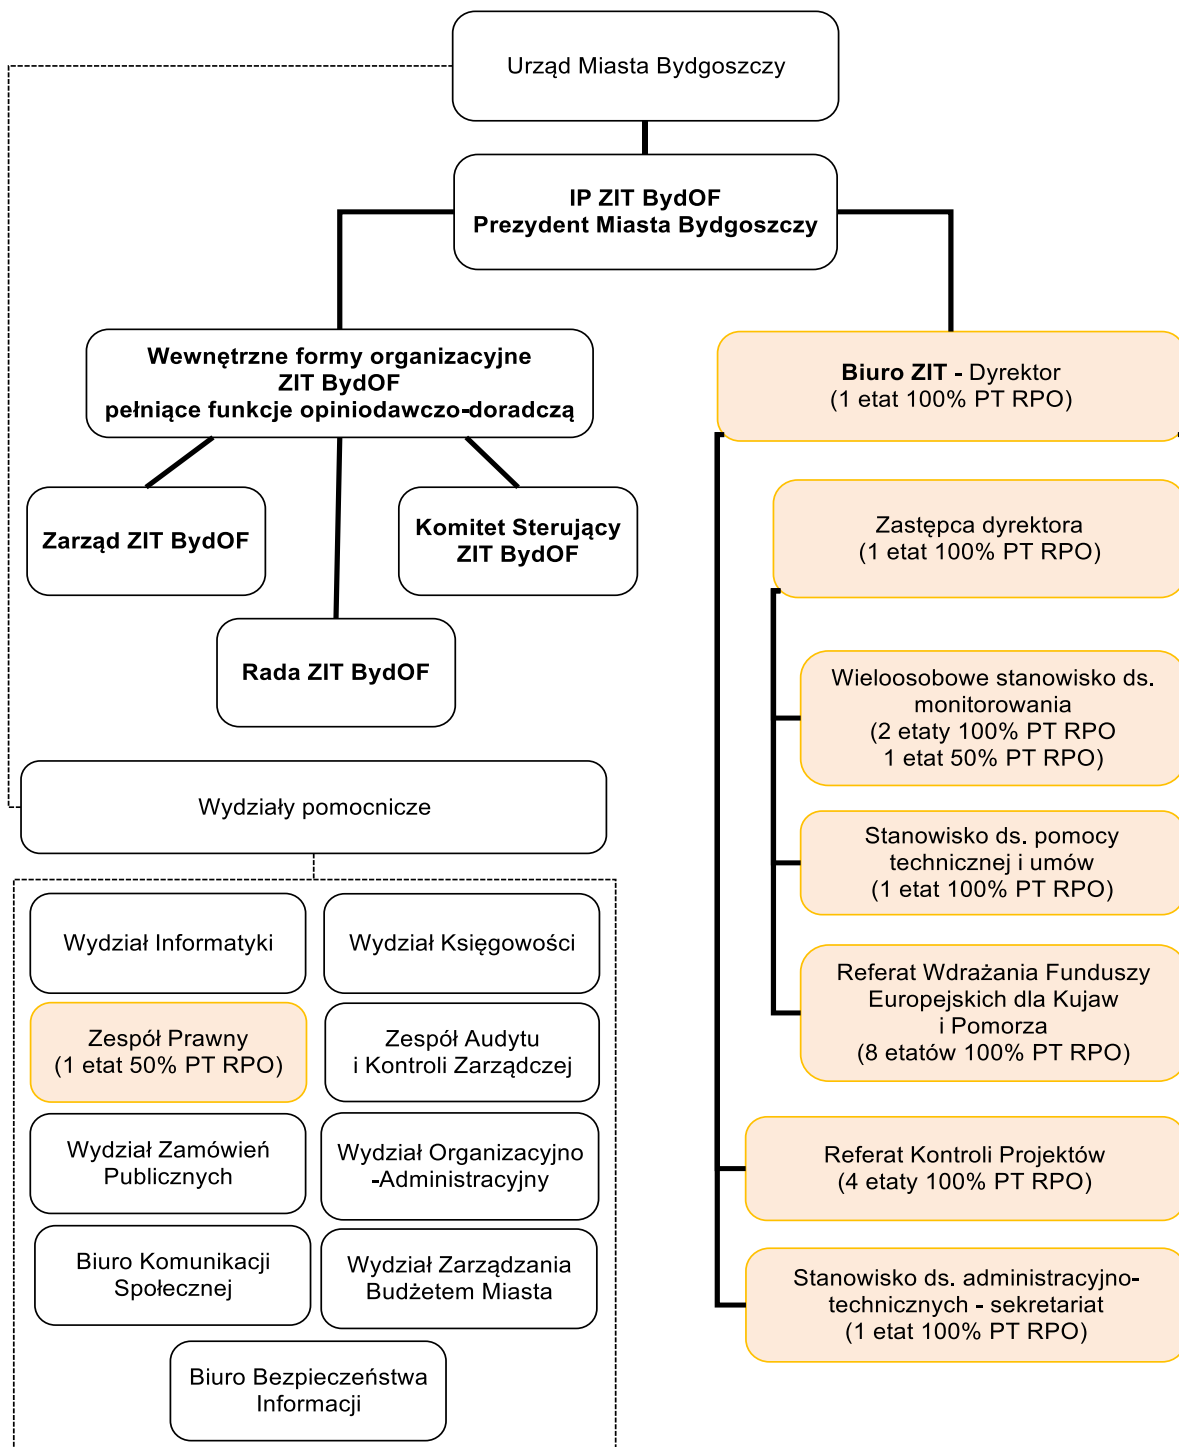 Urząd Miasta Bydgoszczy
IP ZIT BydOF
Prezydent Miasta Bydgoszczy
Wewnętrzne formy organizacyjne
ZIT BydOF
pełniące funkcje opiniodawczo-doradczą
Zarząd ZIT BydOF
Komitet Sterujący
ZIT BydOF
Rada ZIT BydOF
Wydziały pomocnicze
Wydział Informatyki
Wydział Księgowości
Zespół Prawny
(1 etat 50% PT RPO)
Zespół Audytu
i Kontroli Zarządczej
Wydział Zamówień
Publicznych
Wydział Organizacyjno
-Administracyjny
Biuro Komunikacji
Społecznej
Wydział Zarządzania
Budżetem Miasta
Biuro Bezpieczeństwa
Informacji
Biuro ZIT - Dyrektor
(1 etat 100% PT RPO)
Zastępca dyrektora
(1 etat 100% PT RPO)
Wieloosobowe stanowisko ds.
monitorowania
(2 etaty 100% PT RPO
1 etat 50% PT RPO)
Stanowisko ds. pomocy
technicznej i umów
(1 etat 100% PT RPO)
Referat Wdrażania Funduszy
Europejskich dla Kujaw
i Pomorza
(8 etatów 100% PT RPO)
Referat Kontroli Projektów
(4 etaty 100% PT RPO)
Stanowisko ds. administracyjno-
technicznych - sekretariat
(1 etat 100% PT RPO)